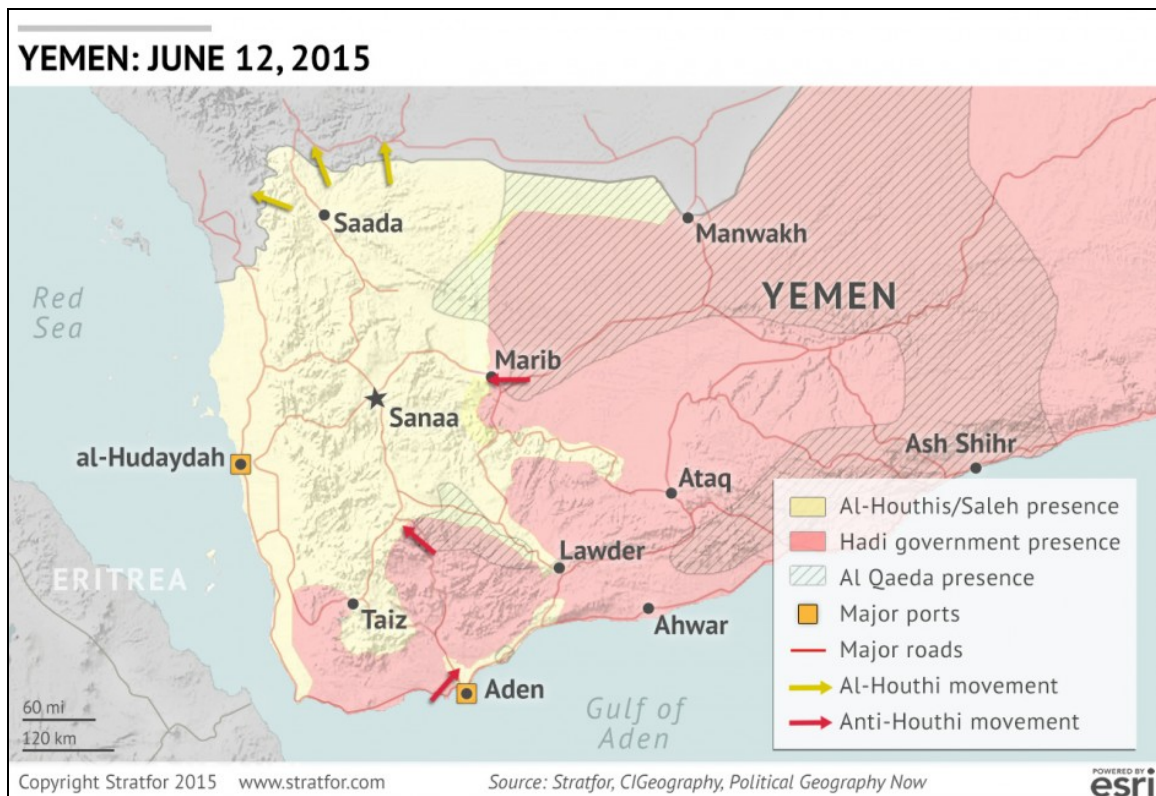 YEMEN: JUNE 12, 2015
Saada
Manwakh
Red
Sea
YEMEN
Marib
Sanaa
al-Hudaydah
Ash Shihr
Ataq
Lawder
ERITREA
Taiz
Ahwar
Aden
Gulf of
Aden
60 mi
120 km
Al-Houthis/Saleh presence
Hadi government presence
Al Qaeda presence
Major ports
Major roads
Al-Houthi movement
Anti-Houthi movement
Copyright Stratfor 2015 www.stratfor.com Source: Stratfor, CIGeography, Political Geography Now
POWERED BY
esri